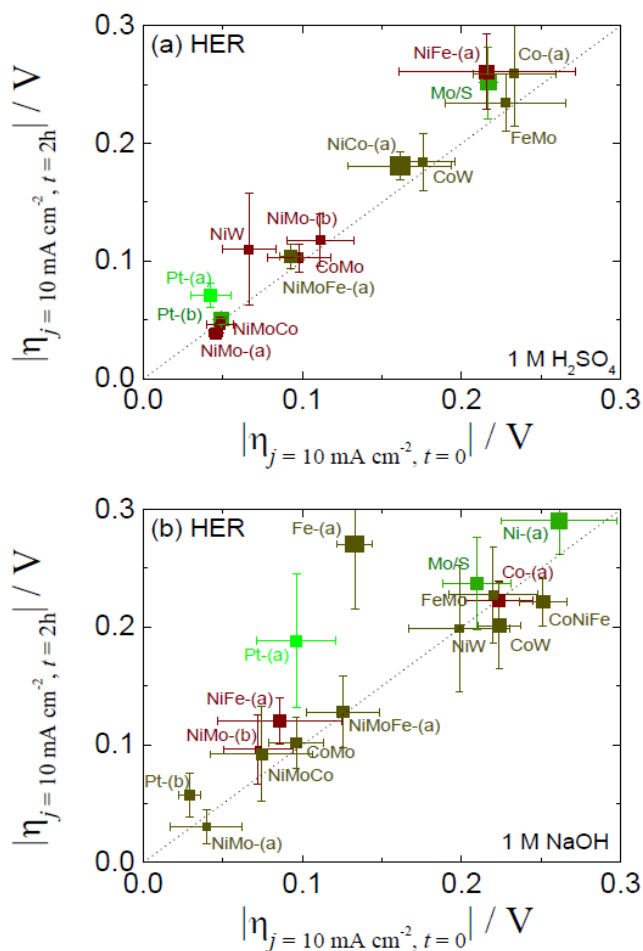 (a) HER
|η_{j = 10 mA cm⁻², t = 2h}| / V
0.3
0.2
0.1
0.0
NiFe-(a)
Co-(a)
Mo/S
FeMo
NiCo-(a)
CoW
NiMo-(b)
NiW
CoMo
NiMoFe-(a)
Pt-(a)
Pt-(b)
NiMoCo
NiMo-(a)
1 M H₂SO₄
0.0 0.1 0.2 0.3
|η_{j = 10 mA cm⁻², t = 0}| / V
(b) HER
|η_{j = 10 mA cm⁻², t = 2h}| / V
0.3
0.2
0.1
0.0
Fe-(a)
Ni-(a)
Mo/S
Co-(a)
FeMo
CoNiFe
NiW
CoW
Pt-(a)
NiFe-(a)
NiMoFe-(a)
NiMo-(b)
CoMo
NiMoCo
Pt-(b)
NiMo-(a)
1 M NaOH
0.0 0.1 0.2 0.3
|η_{j = 10 mA cm⁻², t = 0}| / V